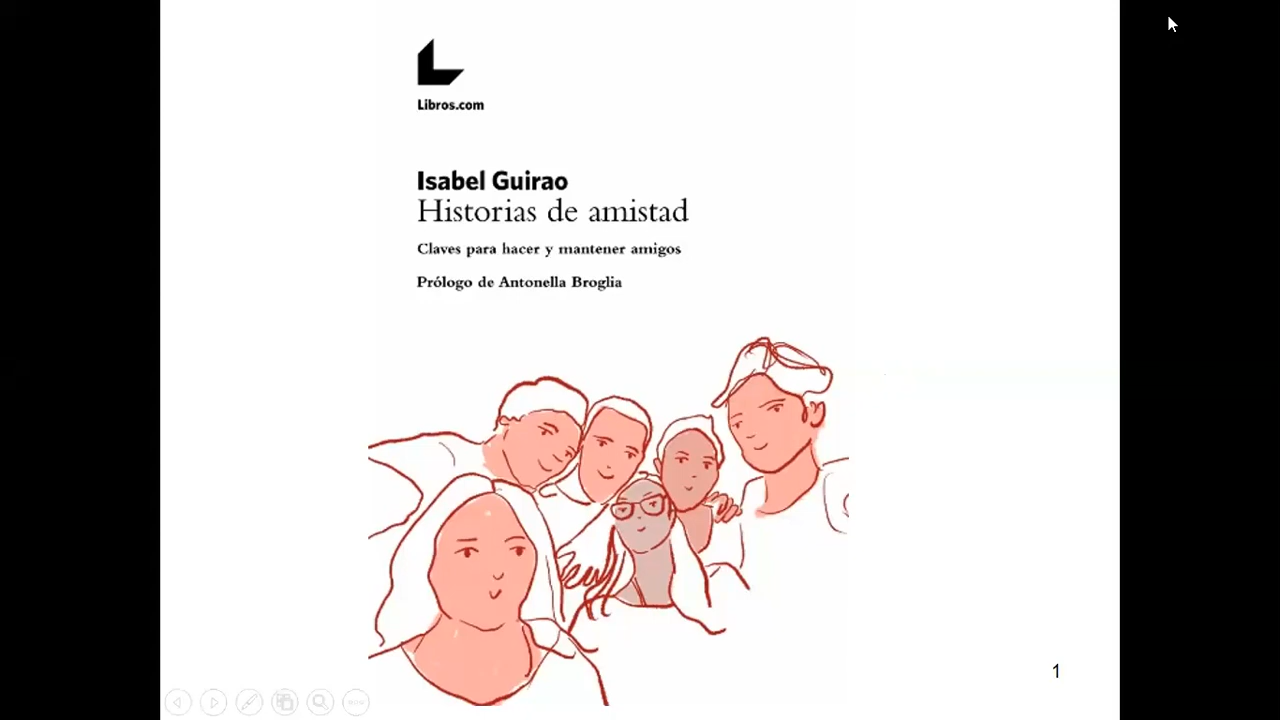 Libros.com
Isabel Guirao
Historias de amistad
Claves para hacer y mantener amigos
Prólogo de Antonella Broglia
1